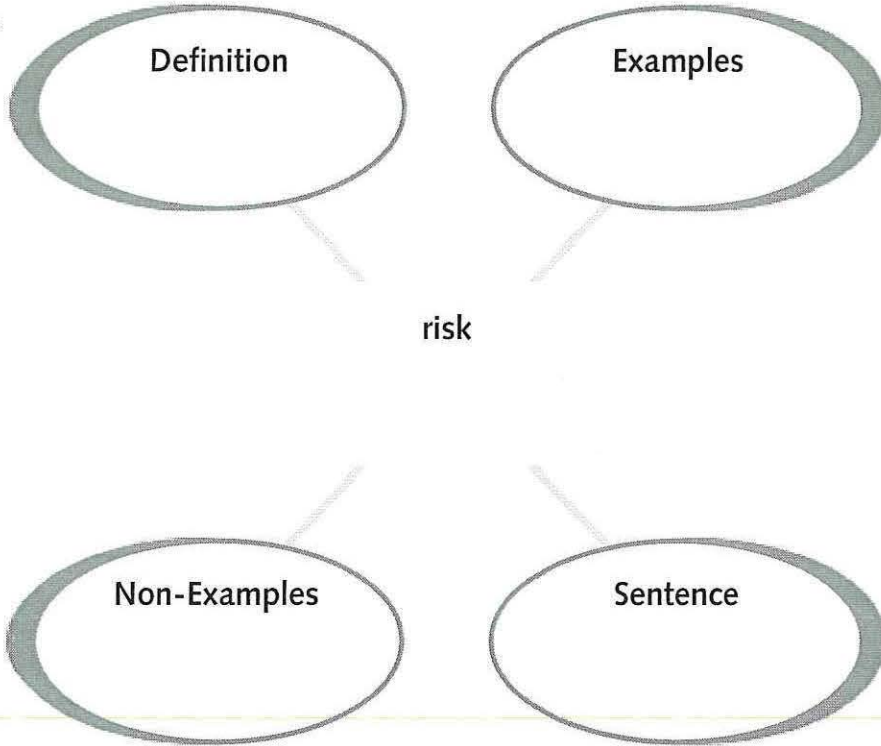 Definition
Examples
risk
Non-Examples
Sentence